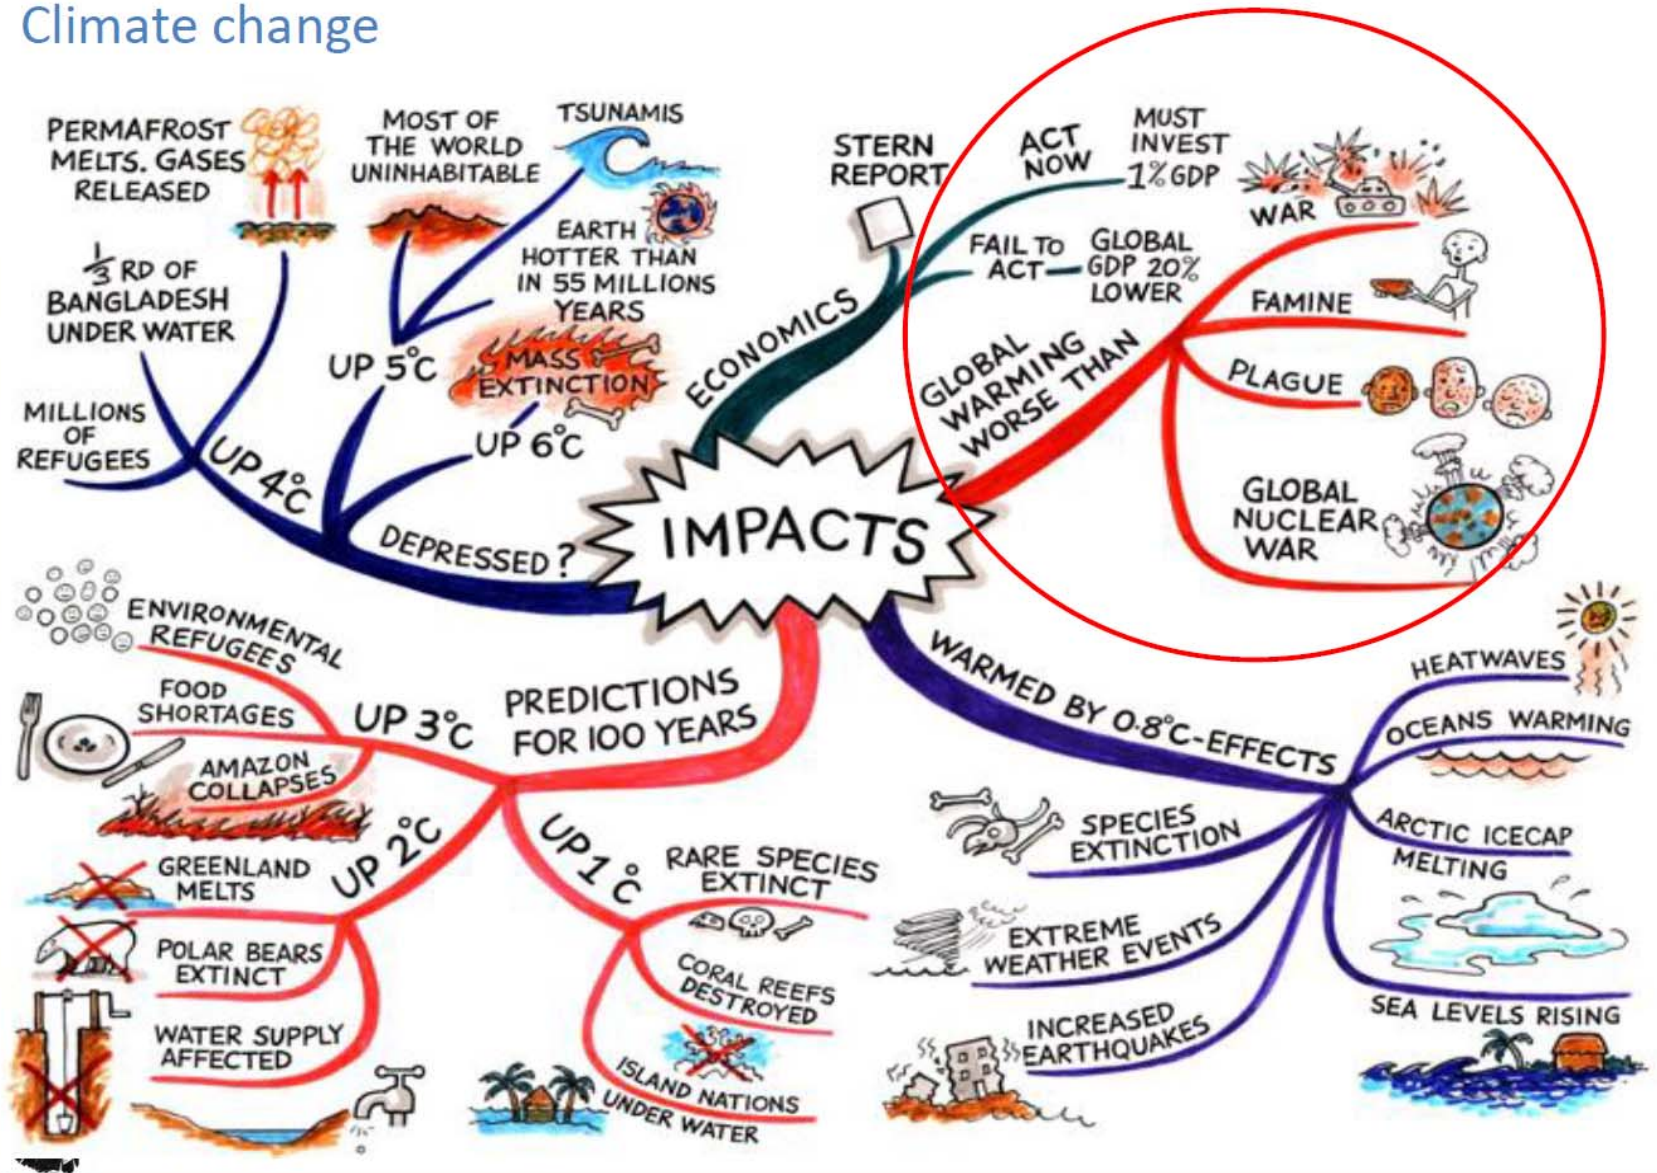 Climate change
PERMAFROST
MELTS. GASES
RELEASED
MOST OF
THE WORLD
UNINHABITABLE
TSUNAMIS
EARTH
HOTTER THAN
IN 55 MILLIONS
YEARS
1/3 RD OF
BANGLADESH
UNDER WATER
UP 5°C
MASS
EXTINCTION
UP 6°C
MILLIONS
OF
REFUGEES
UP 4°C
DEPRESSED?
STERN
REPORT
ACT
NOW
MUST
INVEST
1% GDP
FAIL TO
ACT
GLOBAL
GDP 20%
LOWER
ECONOMICS
GLOBAL
WARMING
WORSE THAN
WAR
FAMINE
PLAGUE
GLOBAL
NUCLEAR
WAR
IMPACTS
ENVIRONMENTAL
REFUGEES
FOOD
SHORTAGES
AMAZON
COLLAPSES
UP 3°C
PREDICTIONS
FOR 100 YEARS
UP 2°C
GREENLAND
MELTS
POLAR BEARS
EXTINCT
WATER SUPPLY
AFFECTED
UP 1°C
RARE SPECIES
EXTINCT
CORAL REEFS
DESTROYED
ISLAND NATIONS
UNDER WATER
WARMED BY 0.8°C-EFFECTS
HEATWAVES
OCEANS WARMING
ARCTIC ICECAP
MELTING
SEA LEVELS RISING
SPECIES
EXTINCTION
EXTREME
WEATHER EVENTS
INCREASED
EARTHQUAKES